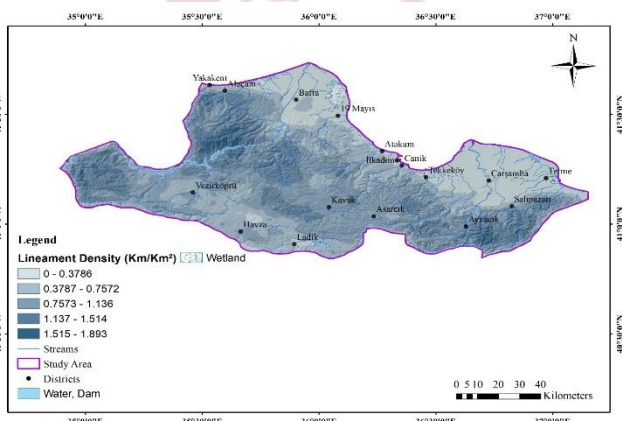 35°0'0"E 35°30'0"E 36°0'0"E 36°30'0"E 37°0'0"E
N
Yakakent
Alaçam
Bafra
19 Mayıs
Atakum
İlkadım
Canik
Tekkeköy
Çarşamba
Terme
Vezirköprü
Salıpazarı
Kavak
Asarcık
Ayvacık
Havza
Ladik
Legend
Lineament Density (Km/Km²) Wetland
0 - 0.3786
0.3787 - 0.7572
0.7573 - 1.136
1.137 - 1.514
1.515 - 1.893
Streams
Study Area
Districts
Water, Dam
0 5 10 20 30 40
Kilometers